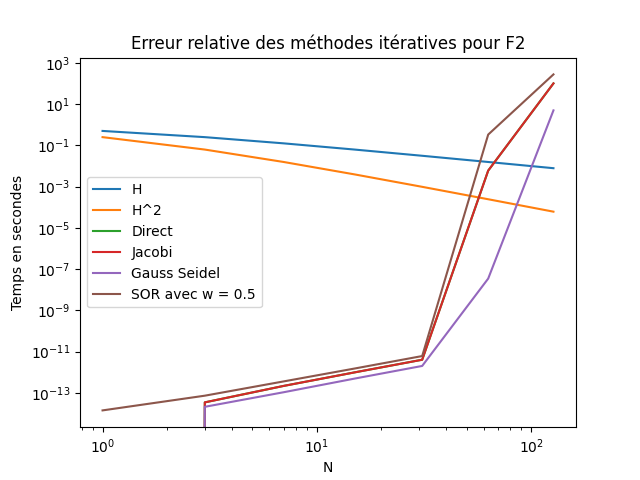 Erreur relative des méthodes itératives pour F2
10^3
10^1
10^-1
10^-3
10^-5
10^-7
10^-9
10^-11
10^-13
Temps en secondes
H
H^2
Direct
Jacobi
Gauss Seidel
SOR avec w = 0.5
10^0
10^1
10^2
N